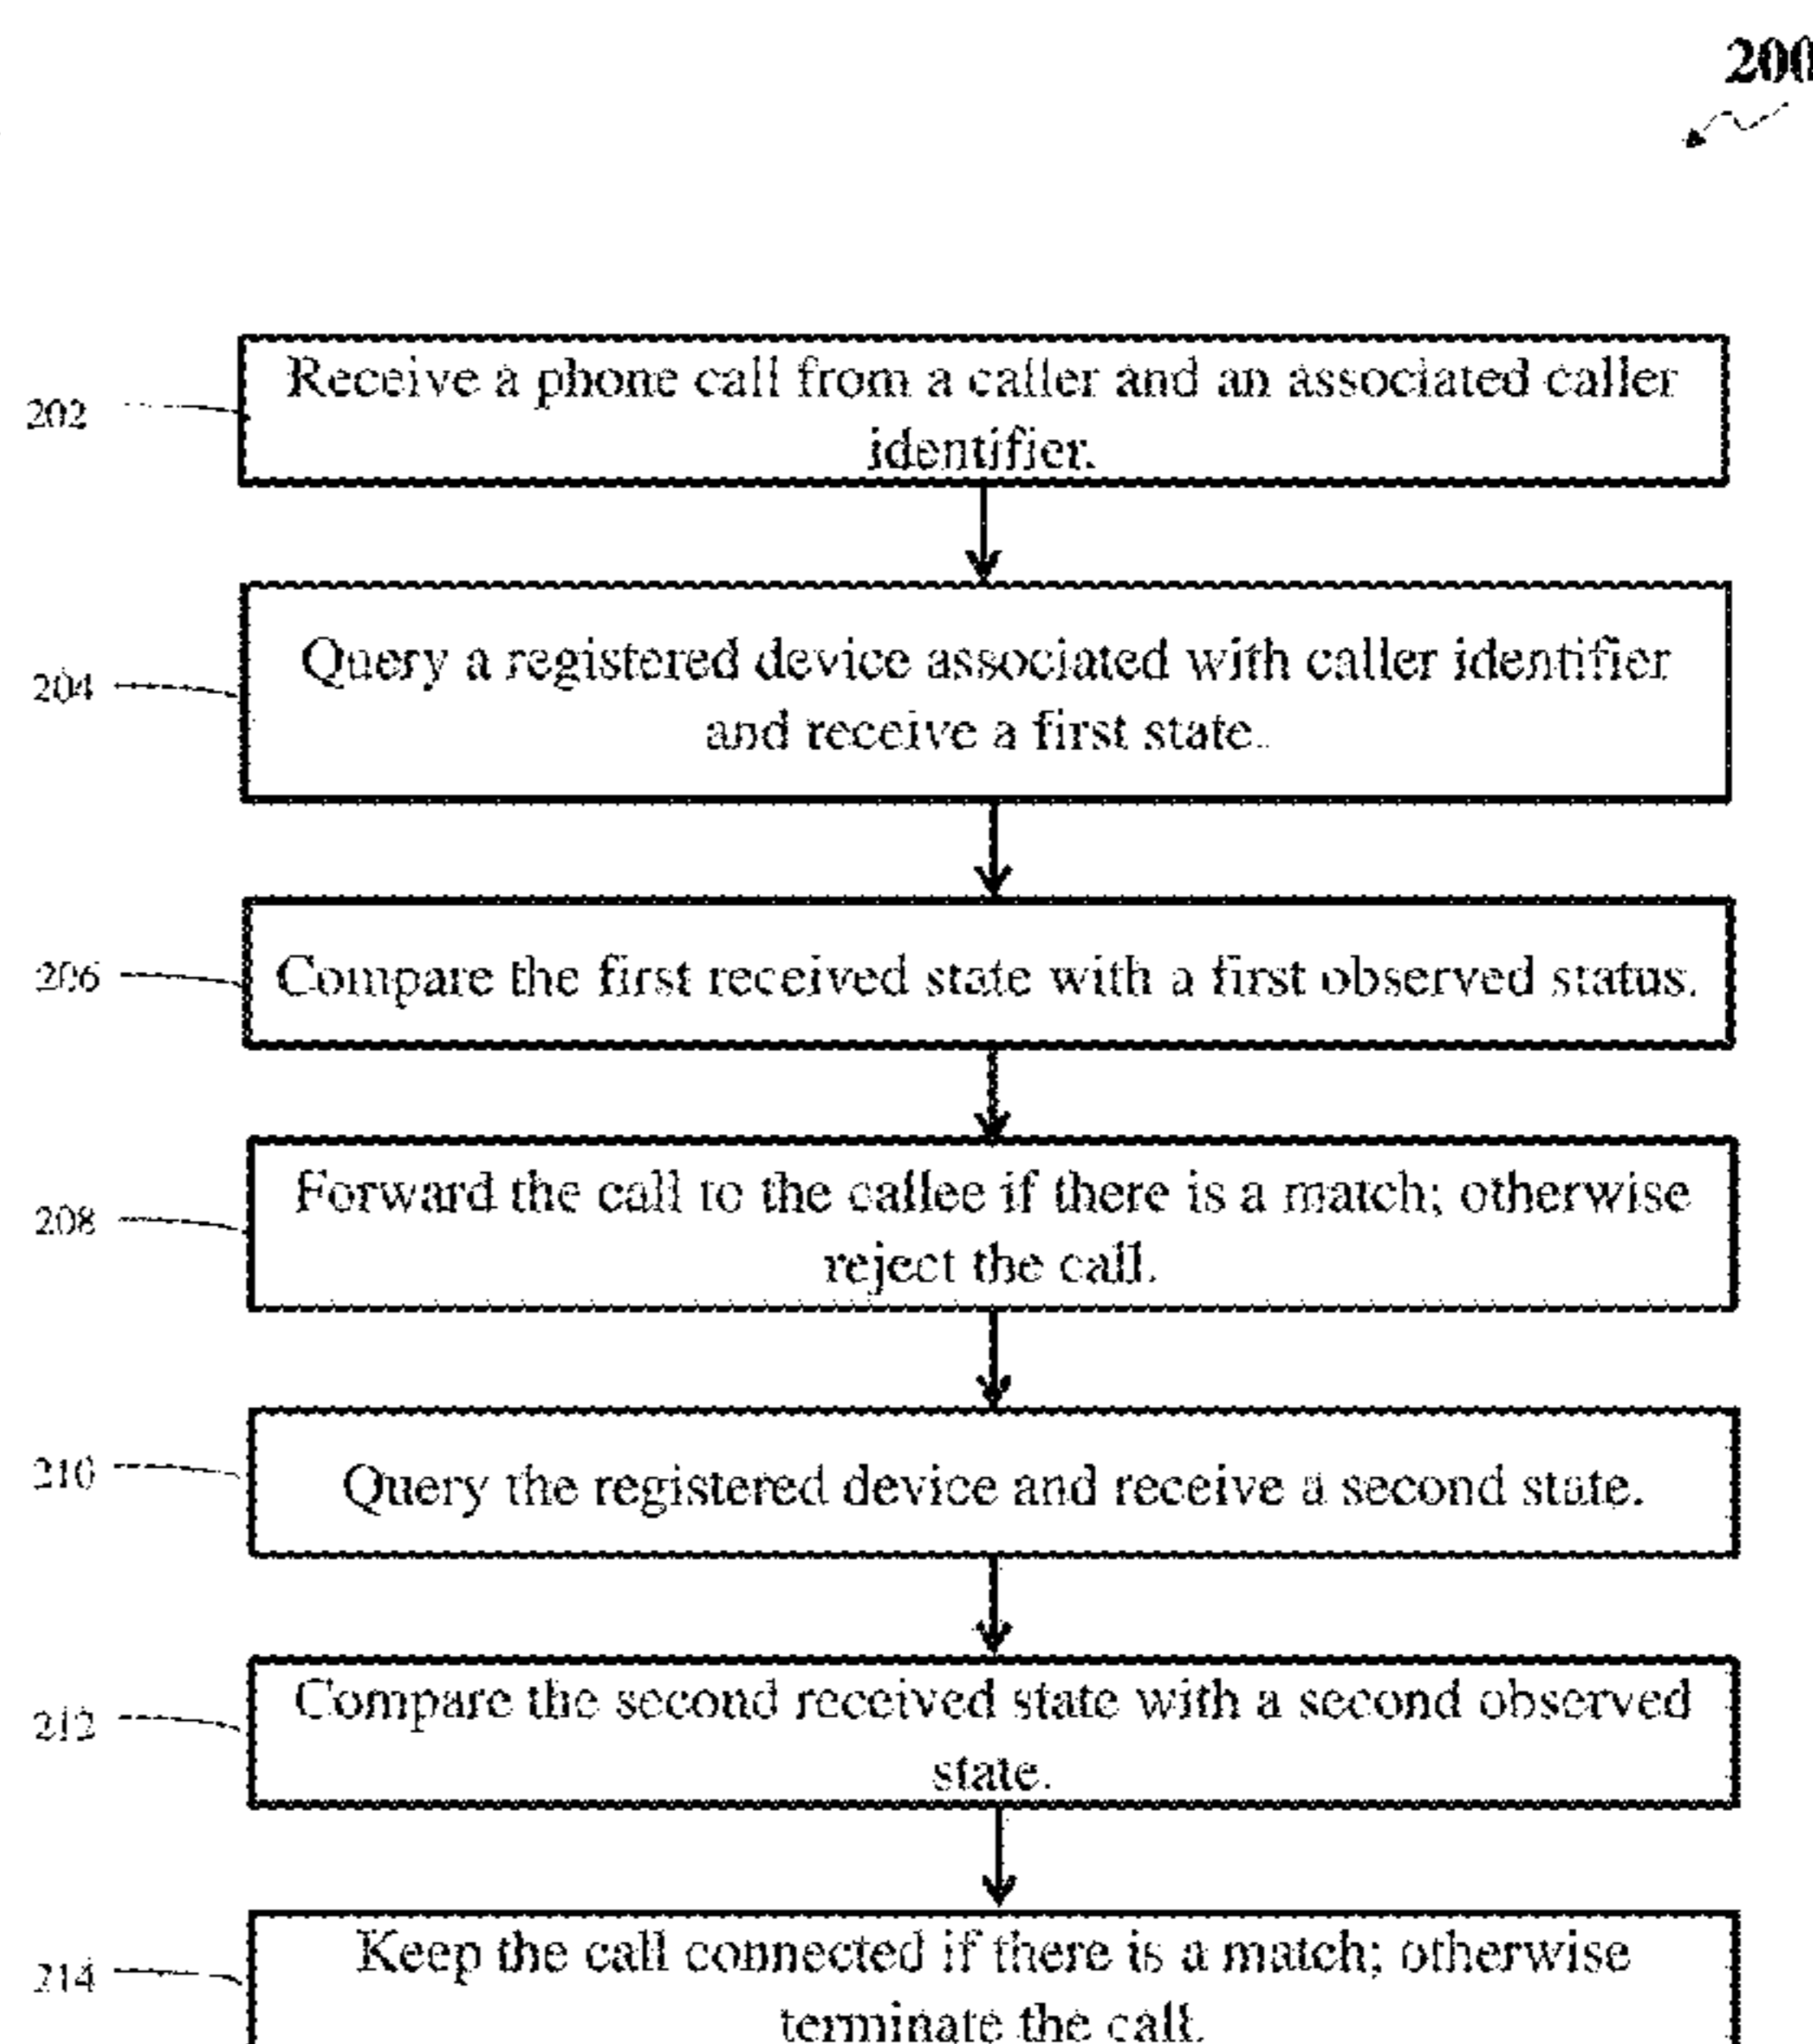 200
202
Receive a phone call from a caller and an associated caller
identifier.
204
Query a registered device associated with caller identifier
and receive a first state.
206
Compare the first received state with a first observed status.
208
Forward the call to the callee if there is a match; otherwise
reject the call.
210
Query the registered device and receive a second state.
212
Compare the second received state with a second observed
state.
214
Keep the call connected if there is a match; otherwise
terminate the call.